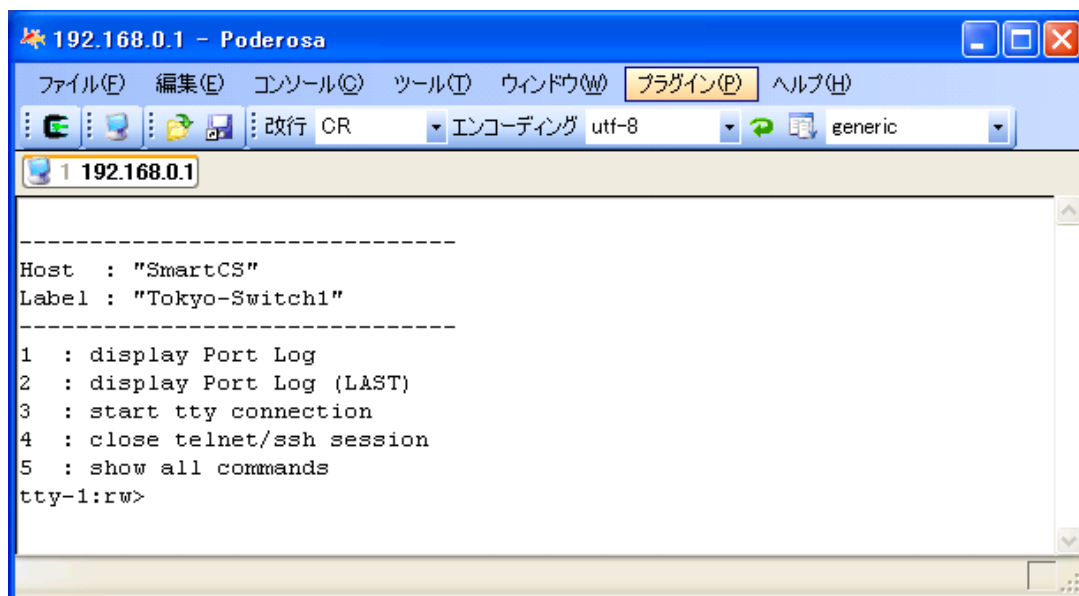 192.168.0.1 - Poderosa
ファイル(F) 編集(E) コンソール(C) ツール(T) ウィンドウ(W) プラグイン(P) ヘルプ(H)
改行 CR エンコーディング utf-8 generic
1 192.168.0.1
-------------------------------
Host  : "SmartCS"
Label : "Tokyo-Switch1"
-------------------------------
1  : display Port Log
2  : display Port Log (LAST)
3  : start tty connection
4  : close telnet/ssh session
5  : show all commands
tty-1:rw>